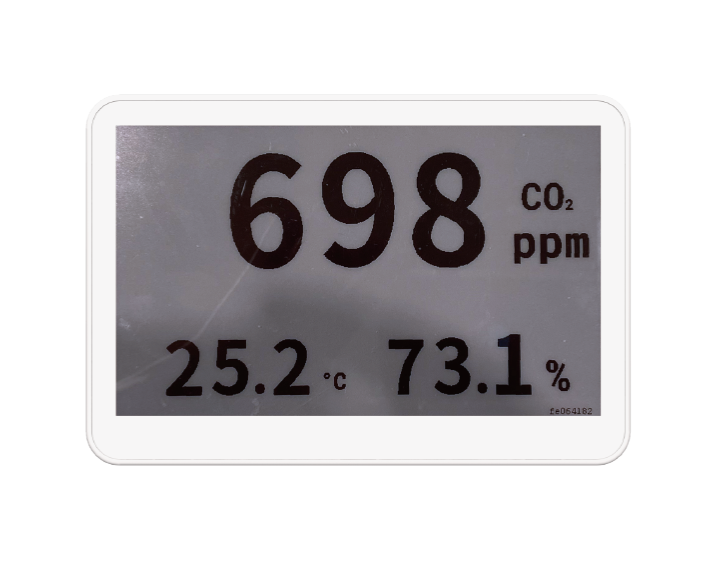 698 CO₂
ppm
25.2 °C 73.1 %
fe064182